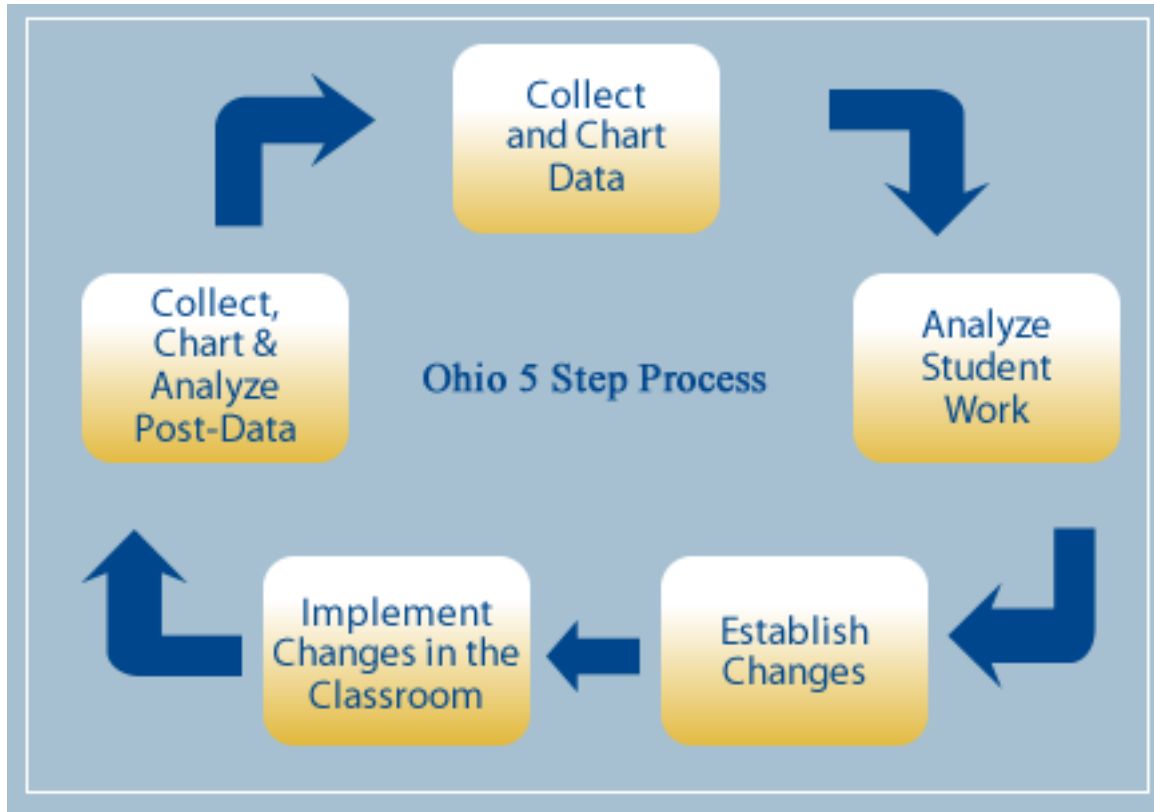 Collect
and Chart
Data
Analyze
Student
Work
Establish
Changes
Implement
Changes in the
Classroom
Collect,
Chart &
Analyze
Post-Data
Ohio 5 Step Process